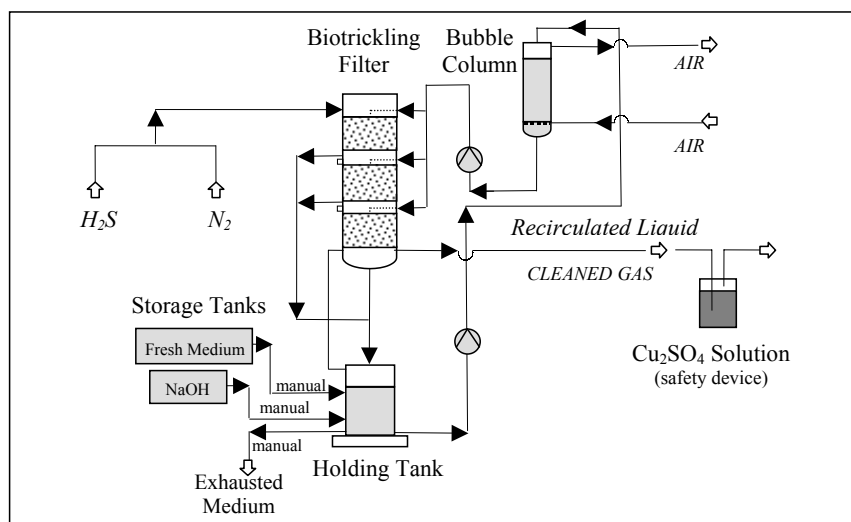 Biotrickling
Filter
Bubble
Column
AIR
AIR
H₂S
N₂
Recirculated Liquid
CLEANED GAS
Storage Tanks
Fresh Medium
NaOH
manual
manual
manual
Cu₂SO₄ Solution
(safety device)
Holding Tank
Exhausted
Medium